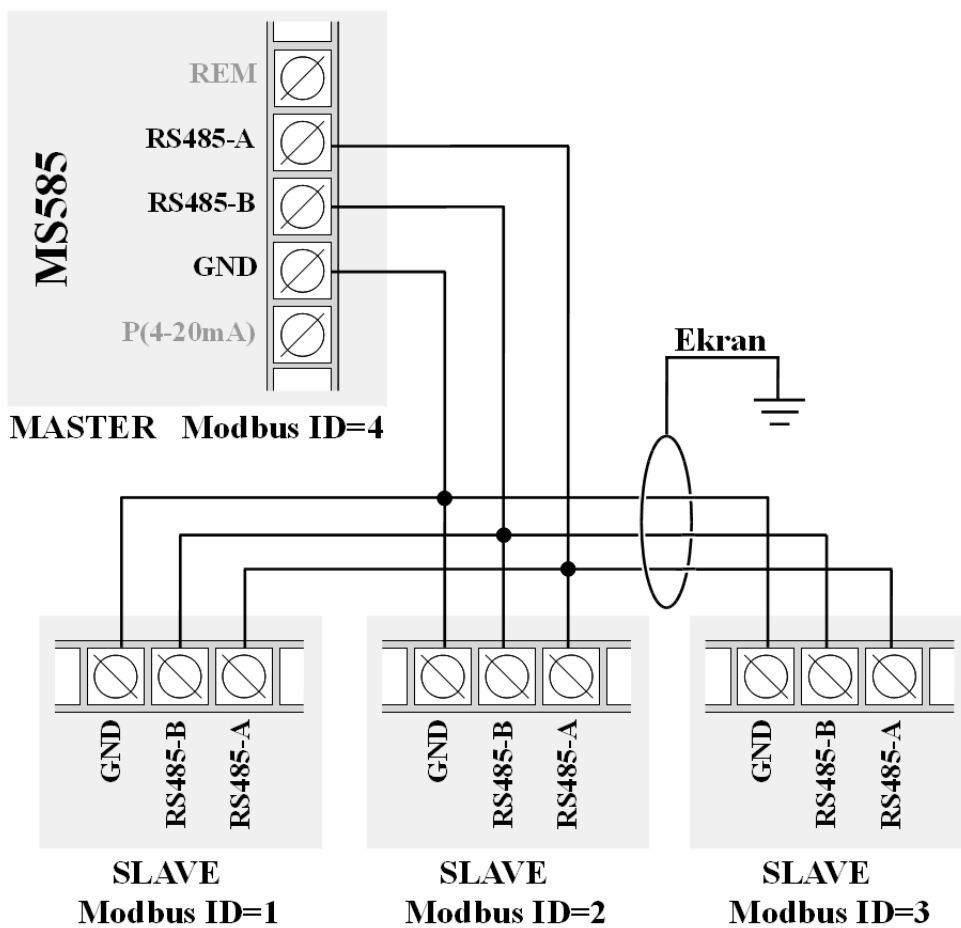 MS585
REM
RS485-A
RS485-B
GND
P(4-20mA)
MASTER Modbus ID=4
Ekran
GND
RS485-B
RS485-A
GND
RS485-B
RS485-A
GND
RS485-B
RS485-A
SLAVE
Modbus ID=1
SLAVE
Modbus ID=2
SLAVE
Modbus ID=3